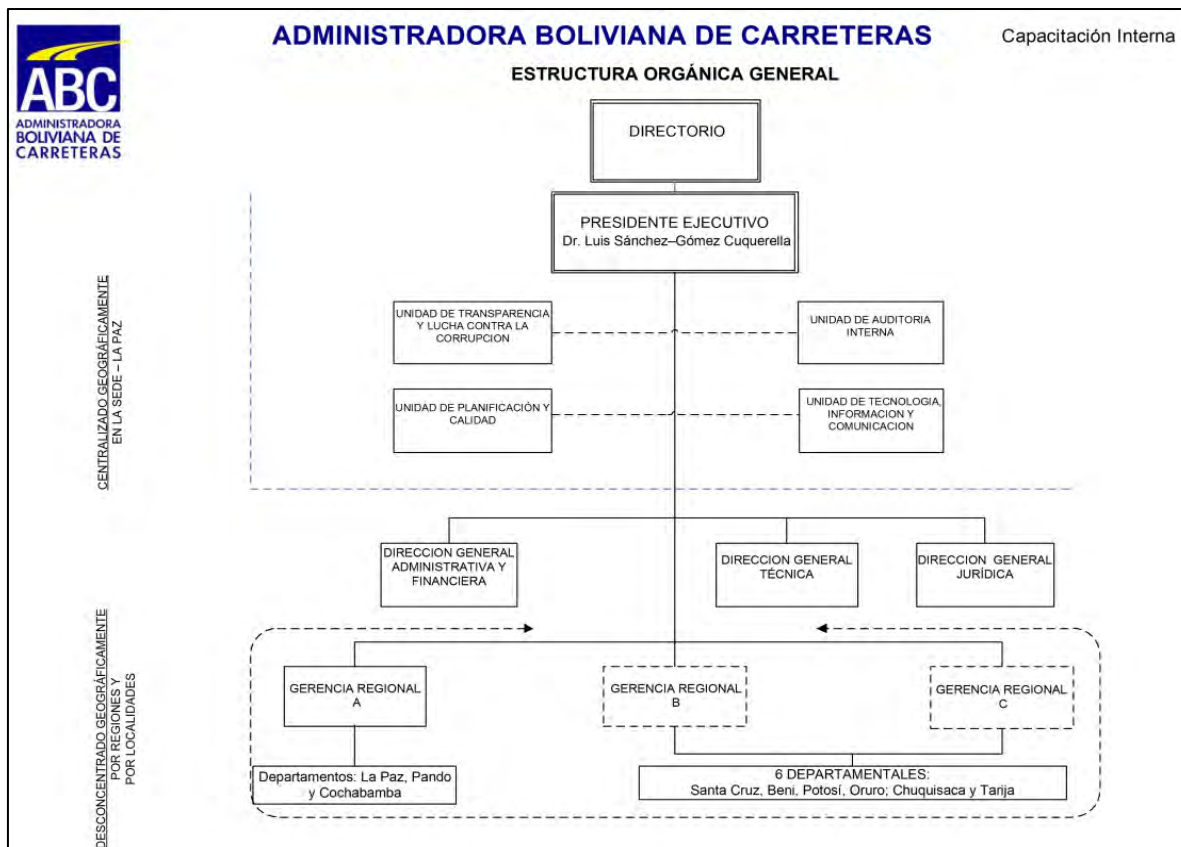 ABC
ADMINISTRADORA
BOLIVIANA DE
CARRETERAS
ADMINISTRADORA BOLIVIANA DE CARRETERAS
Capacitación Interna
ESTRUCTURA ORGÁNICA GENERAL
DIRECTORIO
PRESIDENTE EJECUTIVO
Dr. Luis Sánchez–Gómez Cuquerella
CENTRALIZADO GEOGRÁFICAMENTE
EN LA SEDE – LA PAZ
UNIDAD DE TRANSPARENCIA
Y LUCHA CONTRA LA
CORRUPCION
UNIDAD DE AUDITORIA
INTERNA
UNIDAD DE PLANIFICACIÓN Y
CALIDAD
UNIDAD DE TECNOLOGIA,
INFORMACION Y
COMUNICACION
DIRECCION GENERAL
ADMINISTRATIVA Y
FINANCIERA
DIRECCION GENERAL
TÉCNICA
DIRECCION GENERAL
JURÍDICA
DESCONCENTRADO GEOGRÁFICAMENTE
POR REGIONES Y
POR LOCALIDADES
GERENCIA REGIONAL
A
GERENCIA REGIONAL
B
GERENCIA REGIONAL
C
Departamentos: La Paz, Pando
y Cochabamba
6 DEPARTAMENTALES:
Santa Cruz, Beni, Potosí, Oruro; Chuquisaca y Tarija